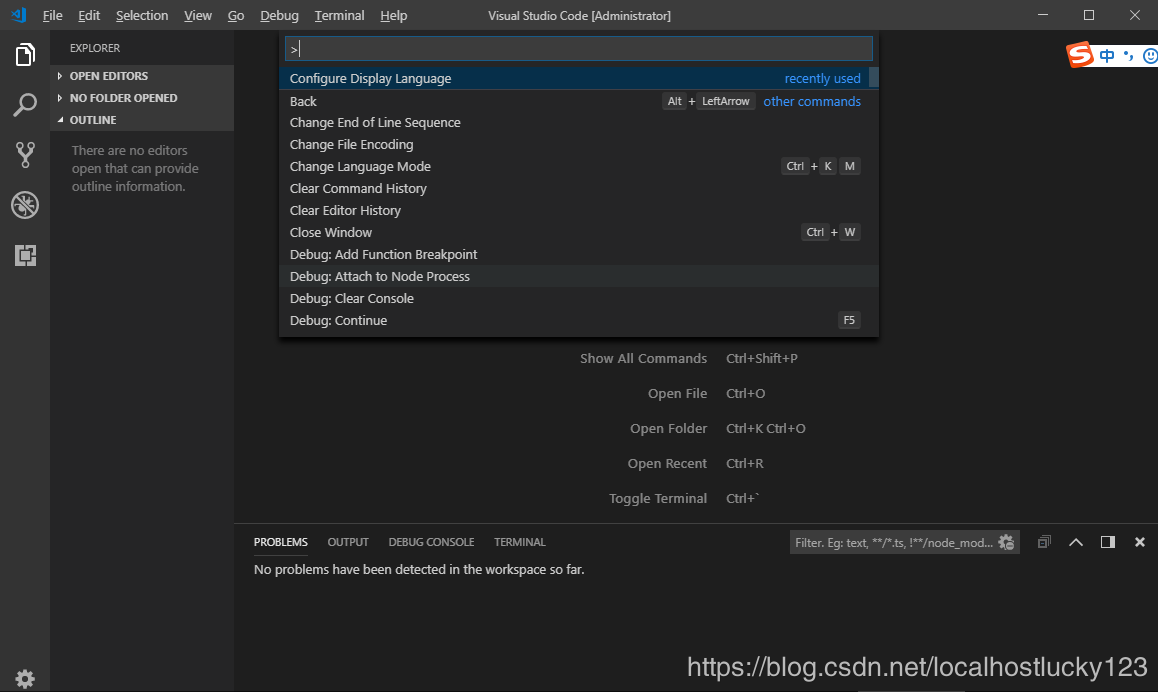 File Edit Selection View Go Debug Terminal Help Visual Studio Code [Administrator]
EXPLORER
OPEN EDITORS
NO FOLDER OPENED
OUTLINE
There are no editors
open that can provide
outline information.
>
Configure Display Language recently used
Back Alt + LeftArrow other commands
Change End of Line Sequence
Change File Encoding
Change Language Mode Ctrl + K M
Clear Command History
Clear Editor History
Close Window Ctrl + W
Debug: Add Function Breakpoint
Debug: Attach to Node Process
Debug: Clear Console
Debug: Continue F5
S 中 •,
Show All Commands Ctrl+Shift+P
Open File Ctrl+O
Open Folder Ctrl+K Ctrl+O
Open Recent Ctrl+R
Toggle Terminal Ctrl+`
PROBLEMS OUTPUT DEBUG CONSOLE TERMINAL Filter. Eg: text, **/*.ts, !**/node_mod...
No problems have been detected in the workspace so far.
https://blog.csdn.net/localhostlucky123